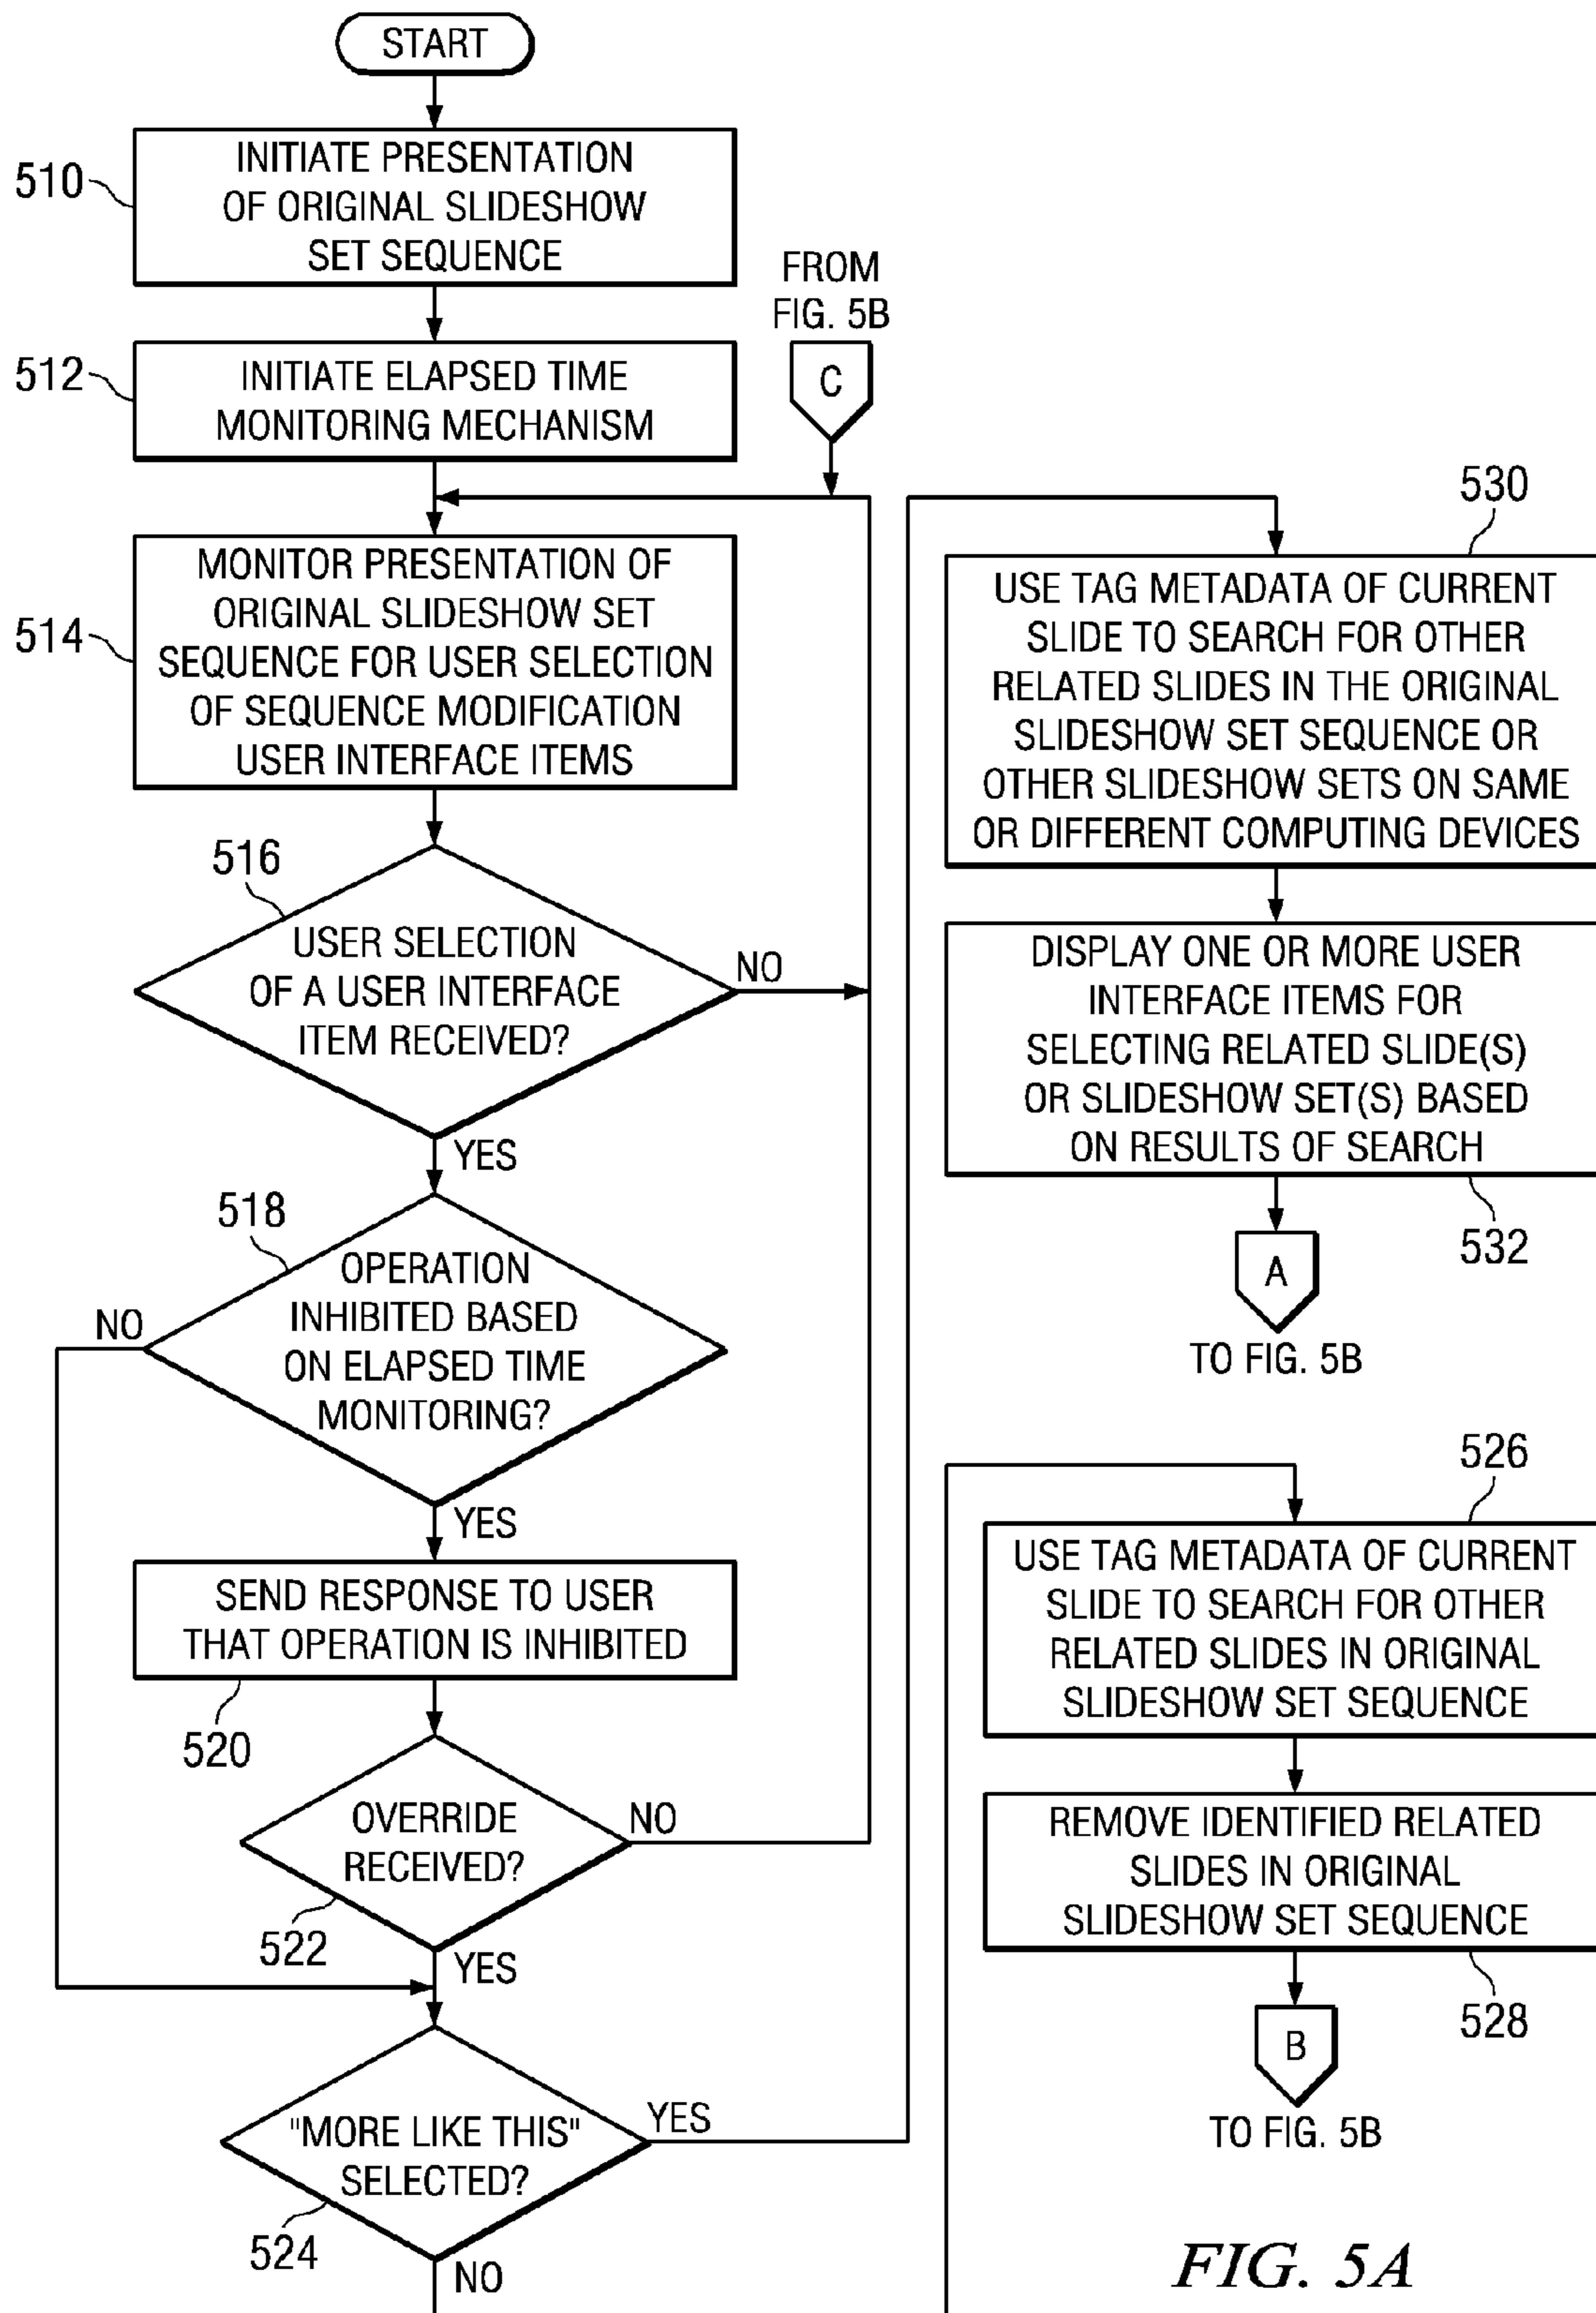 START
510
INITIATE PRESENTATION
OF ORIGINAL SLIDESHOW
SET SEQUENCE
512
INITIATE ELAPSED TIME
MONITORING MECHANISM
FROM
FIG. 5B
C
514
MONITOR PRESENTATION OF
ORIGINAL SLIDESHOW SET
SEQUENCE FOR USER SELECTION
OF SEQUENCE MODIFICATION
USER INTERFACE ITEMS
516
USER SELECTION
OF A USER INTERFACE
ITEM RECEIVED?
NO
YES
518
OPERATION
INHIBITED BASED
ON ELAPSED TIME
MONITORING?
NO
YES
SEND RESPONSE TO USER
THAT OPERATION IS INHIBITED
520
OVERRIDE
RECEIVED?
NO
522
YES
"MORE LIKE THIS"
SELECTED?
YES
524
NO
530
USE TAG METADATA OF CURRENT
SLIDE TO SEARCH FOR OTHER
RELATED SLIDES IN THE ORIGINAL
SLIDESHOW SET SEQUENCE OR
OTHER SLIDESHOW SETS ON SAME
OR DIFFERENT COMPUTING DEVICES
DISPLAY ONE OR MORE USER
INTERFACE ITEMS FOR
SELECTING RELATED SLIDE(S)
OR SLIDESHOW SET(S) BASED
ON RESULTS OF SEARCH
532
A
TO FIG. 5B
526
USE TAG METADATA OF CURRENT
SLIDE TO SEARCH FOR OTHER
RELATED SLIDES IN ORIGINAL
SLIDESHOW SET SEQUENCE
REMOVE IDENTIFIED RELATED
SLIDES IN ORIGINAL
SLIDESHOW SET SEQUENCE
528
B
TO FIG. 5B
FIG. 5A